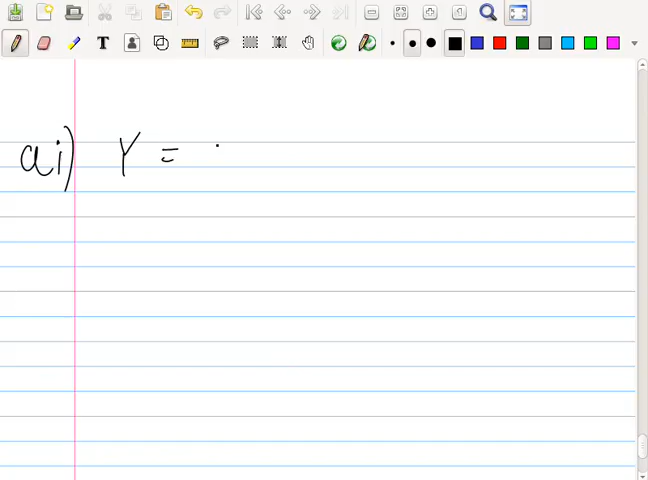 ai) Y =